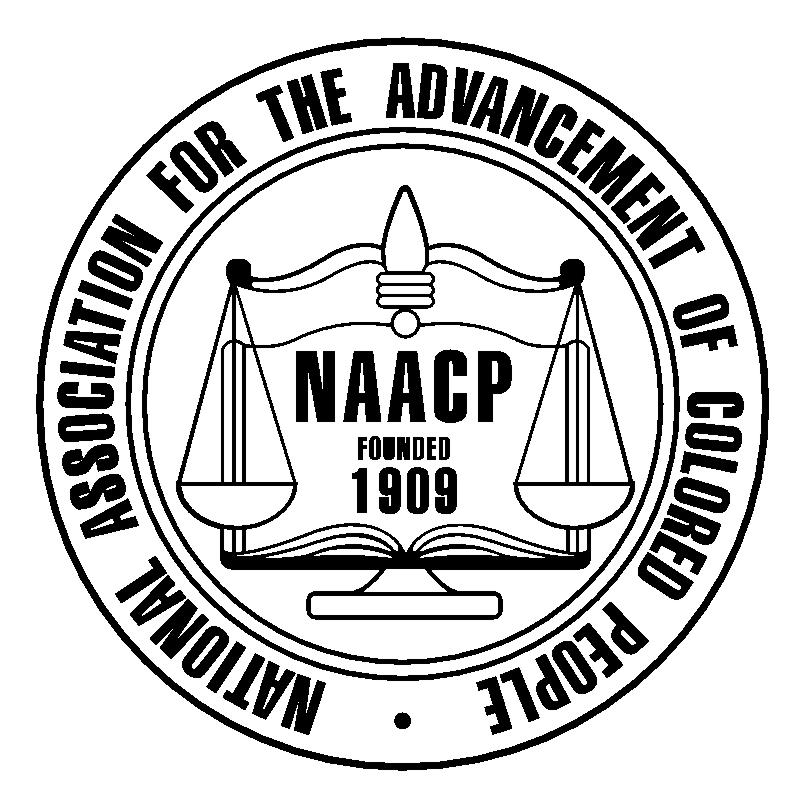 NATIONAL ASSOCIATION FOR THE ADVANCEMENT OF COLORED PEOPLE
NAACP
FOUNDED
1909